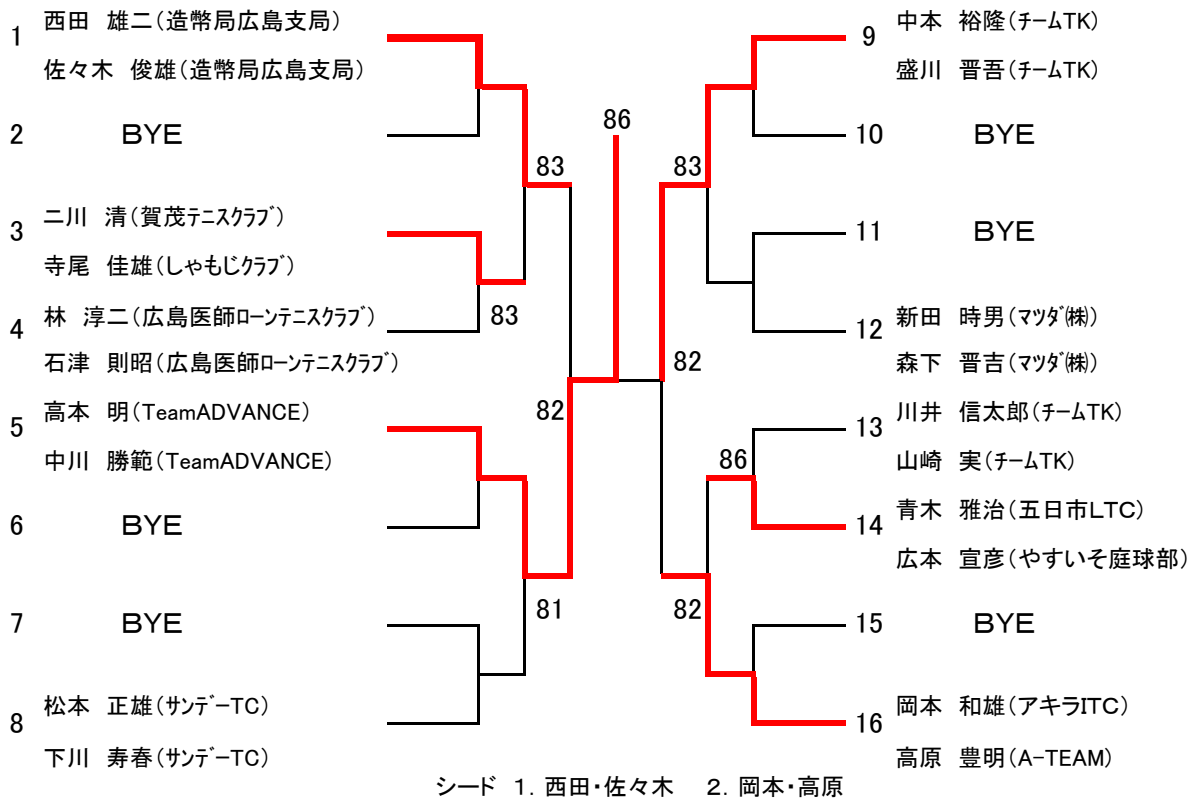 1 西田 雄二(造幣局広島支局)
佐々木 俊雄(造幣局広島支局)
2 BYE
3 二川 清(賀茂テニスクラブ)
寺尾 佳雄(しゃもじクラブ)
4 林 淳二(広島医師ローンテニスクラブ)
石津 則昭(広島医師ローンテニスクラブ)
5 高本 明(TeamADVANCE)
中川 勝範(TeamADVANCE)
6 BYE
7 BYE
8 松本 正雄(サンデーTC)
下川 寿春(サンデーTC)
83
83
82
81
86
83
82
86
82
9 中本 裕隆(チームTK)
盛川 晋吾(チームTK)
10 BYE
11 BYE
12 新田 時男(マツダ㈱)
森下 晋吉(マツダ㈱)
13 川井 信太郎(チームTK)
山崎 実(チームTK)
14 青木 雅治(五日市LTC)
広本 宣彦(やすいそ庭球部)
15 BYE
16 岡本 和雄(アキラITC)
高原 豊明(A-TEAM)
シード 1. 西田・佐々木 2. 岡本・高原